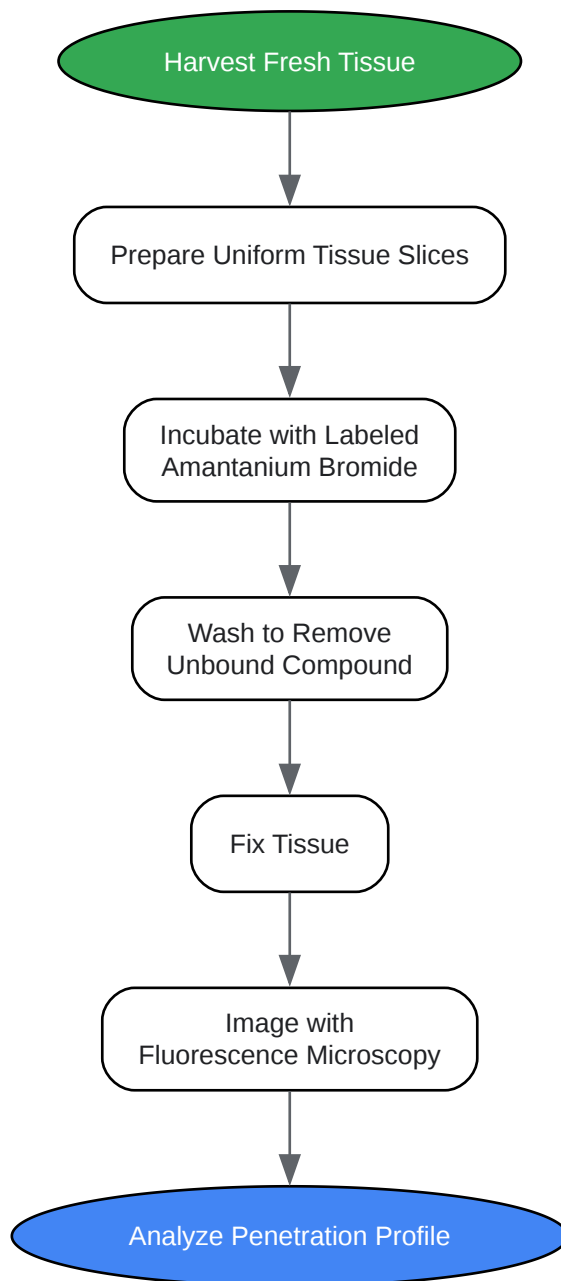 Harvest Fresh Tissue
Prepare Uniform Tissue Slices
Incubate with Labeled
Amantanium Bromide
Wash to Remove
Unbound Compound
Fix Tissue
Image with
Fluorescence Microscopy
Analyze Penetration Profile